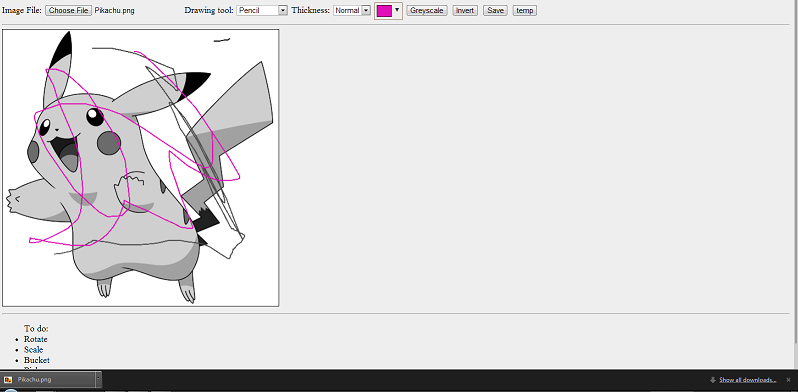 Image File: Choose File Pikachu.png Drawing tool: Pencil Thickness: Normal Greyscale Invert Save temp
To do:
Rotate
Scale
Bucket
Pikachu.png Show all downloads...